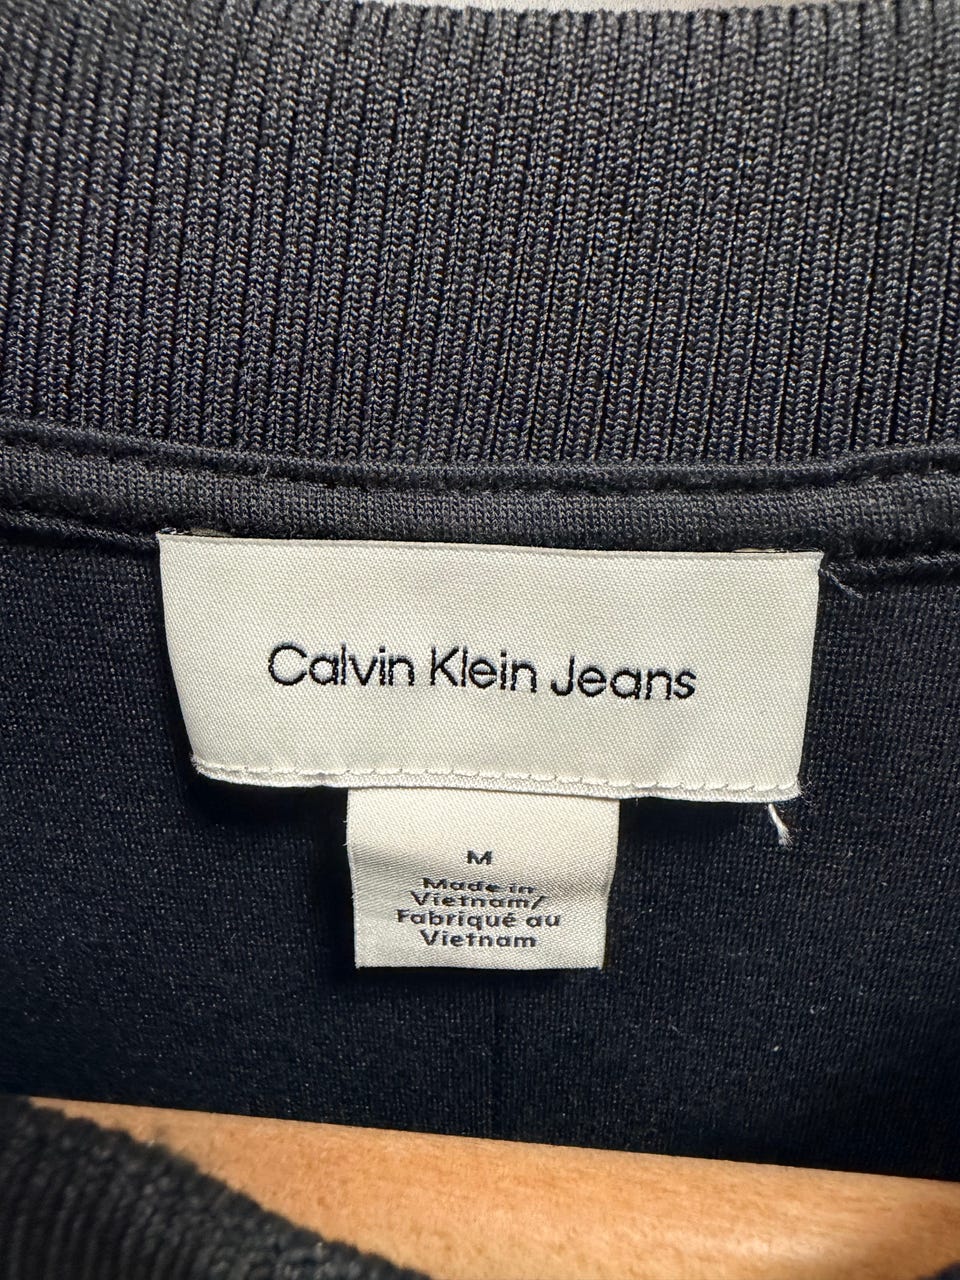 Calvin Klein Jeans
M
Made in
Vietnam/
Fabriqué au
Vietnam